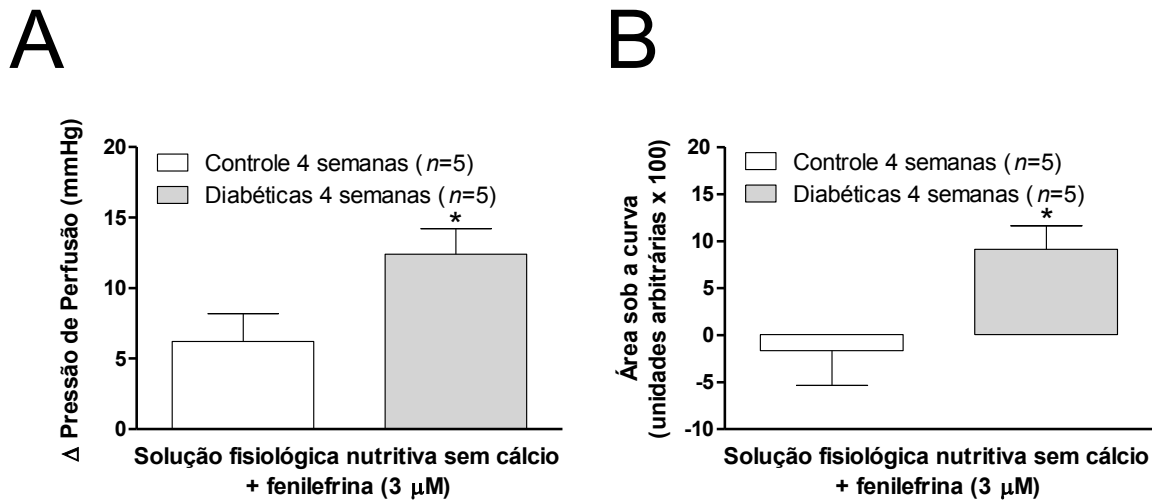 A
Δ Pressão de Perfusão (mmHg)
20
15
10
5
0
Controle 4 semanas (n=5)
Diabéticas 4 semanas (n=5)
*
Solução fisiológica nutritiva sem cálcio
+ fenilefrina (3 μM)
B
Área sob a curva
(unidades arbitrárias x 100)
20
15
10
5
0
-5
-10
Controle 4 semanas (n=5)
Diabéticas 4 semanas (n=5)
*
Solução fisiológica nutritiva sem cálcio
+ fenilefrina (3 μM)